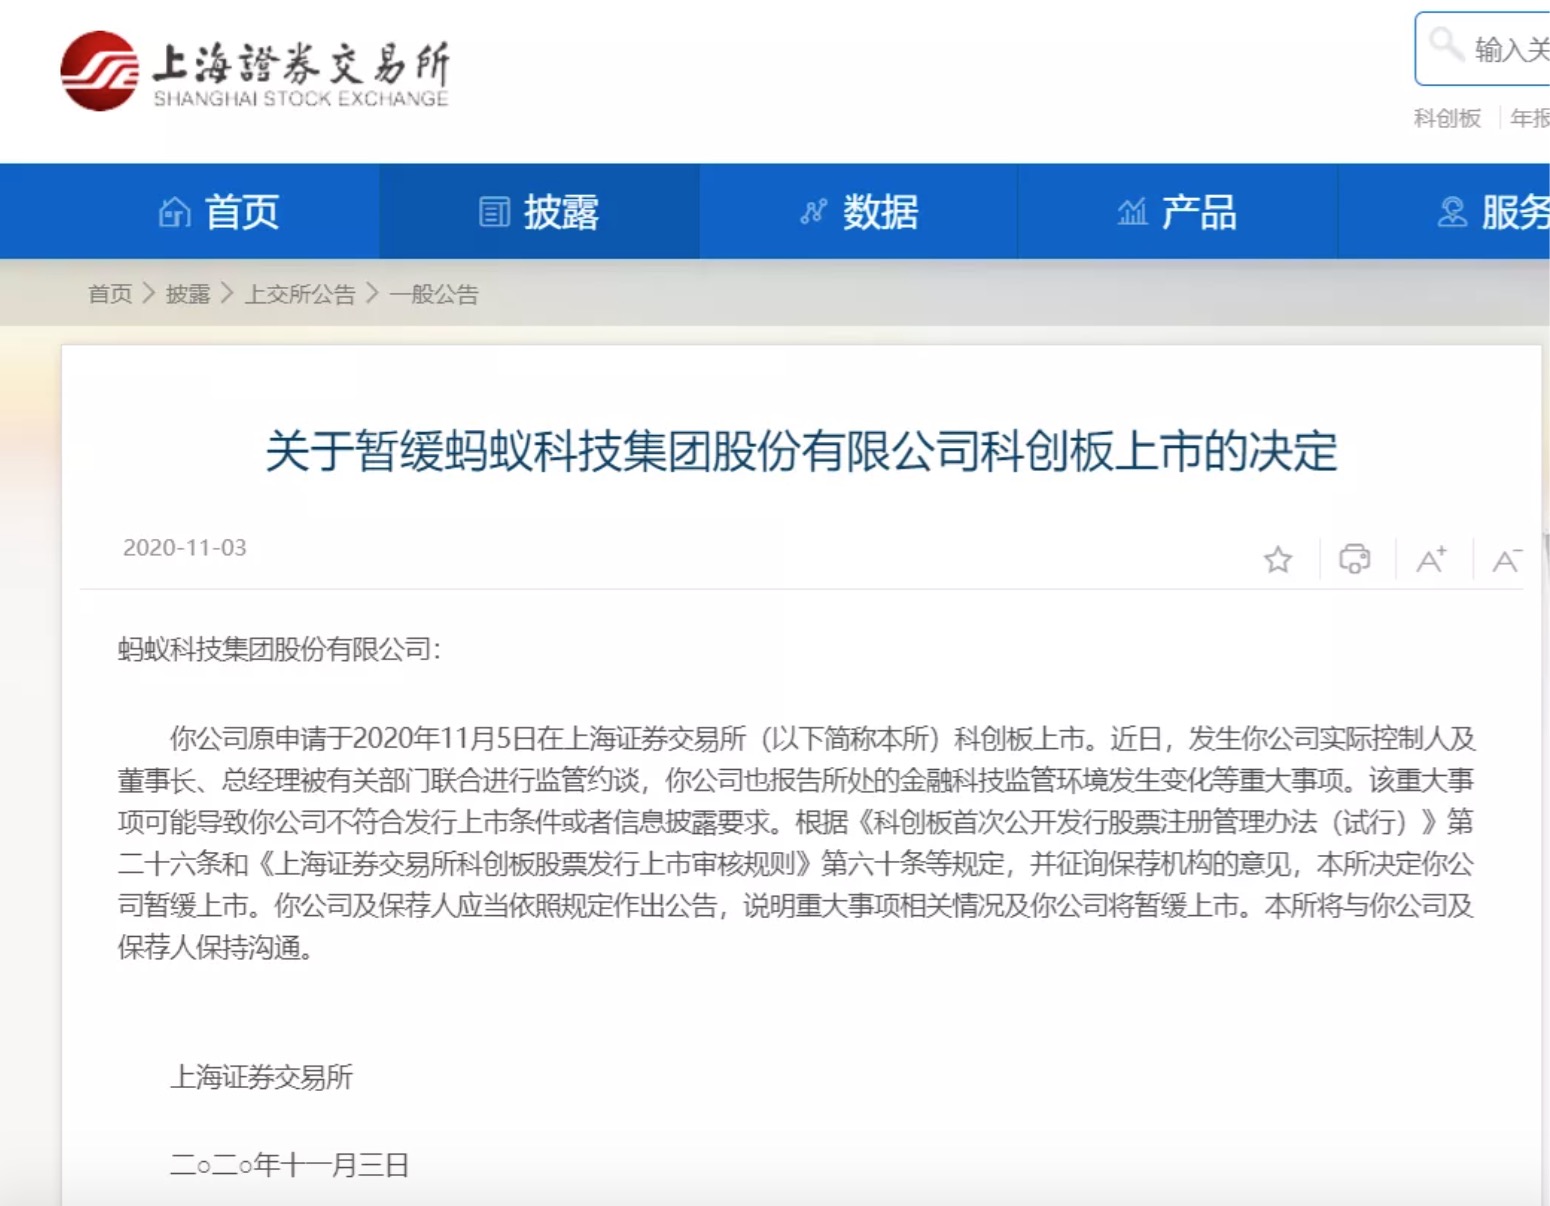 上海證券交易所
SHANGHAI STOCK EXCHANGE
输入关
科创板 年报
首页 披露 数据 产品 服务
首页 > 披露 > 上交所公告 > 一般公告
关于暂缓蚂蚁科技集团股份有限公司科创板上市的决定
2020-11-03
A+ A-
蚂蚁科技集团股份有限公司：
你公司原申请于2020年11月5日在上海证券交易所（以下简称本所）科创板上市。近日，发生你公司实际控制人及
董事长、总经理被有关部门联合进行监管约谈，你公司也报告所处的金融科技监管环境发生变化等重大事项。该重大事
项可能导致你公司不符合发行上市条件或者信息披露要求。根据《科创板首次公开发行股票注册管理办法（试行）》第
二十六条和《上海证券交易所科创板股票发行上市审核规则》第六十条等规定，并征询保荐机构的意见，本所决定你公
司暂缓上市。你公司及保荐人应当依照规定作出公告，说明重大事项相关情况及你公司将暂缓上市。本所将与你公司及
保荐人保持沟通。
上海证券交易所
二○二○年十一月三日